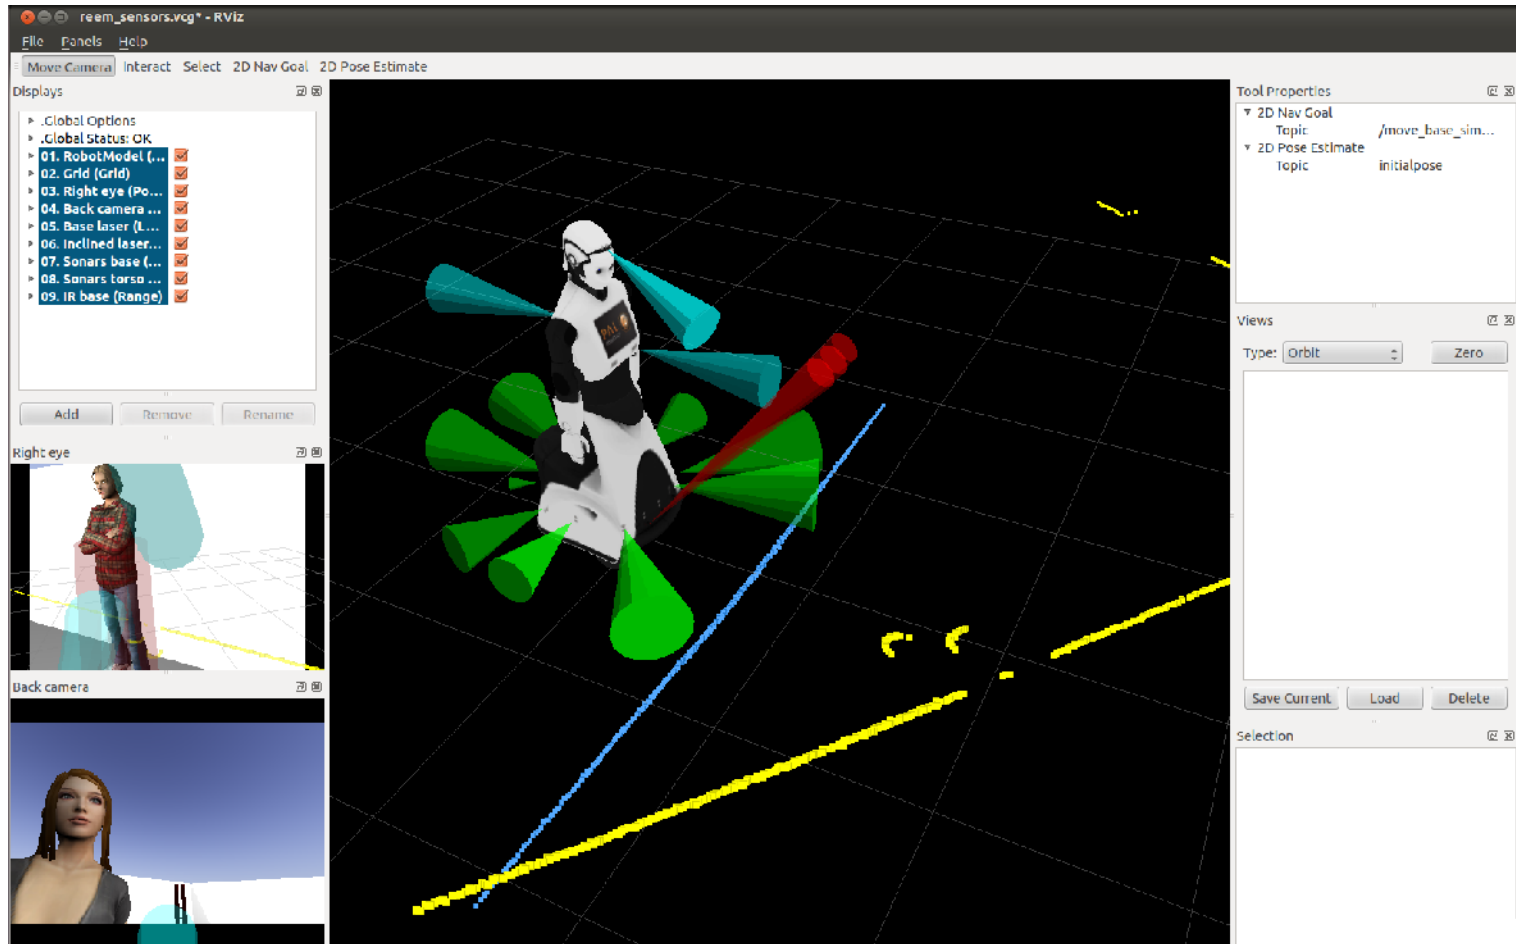 reem_sensors.vcg* - RViz
File Panels Help
Move Camera Interact Select 2D Nav Goal 2D Pose Estimate
Displays
.Global Options
.Global Status: OK
01. RobotModel (...
02. Grid (Grid)
03. Right eye (Po...
04. Back camera ...
05. Base laser (L...
06. Inclined laser...
07. Sonars base (...
08. Sonars torso ...
09. IR base (Range)
Add Remove Rename
Right eye
Back camera
PAL
Tool Properties
2D Nav Goal
Topic /move_base_sim...
2D Pose Estimate
Topic initialpose
Views
Type: Orbit Zero
Save Current Load Delete
Selection